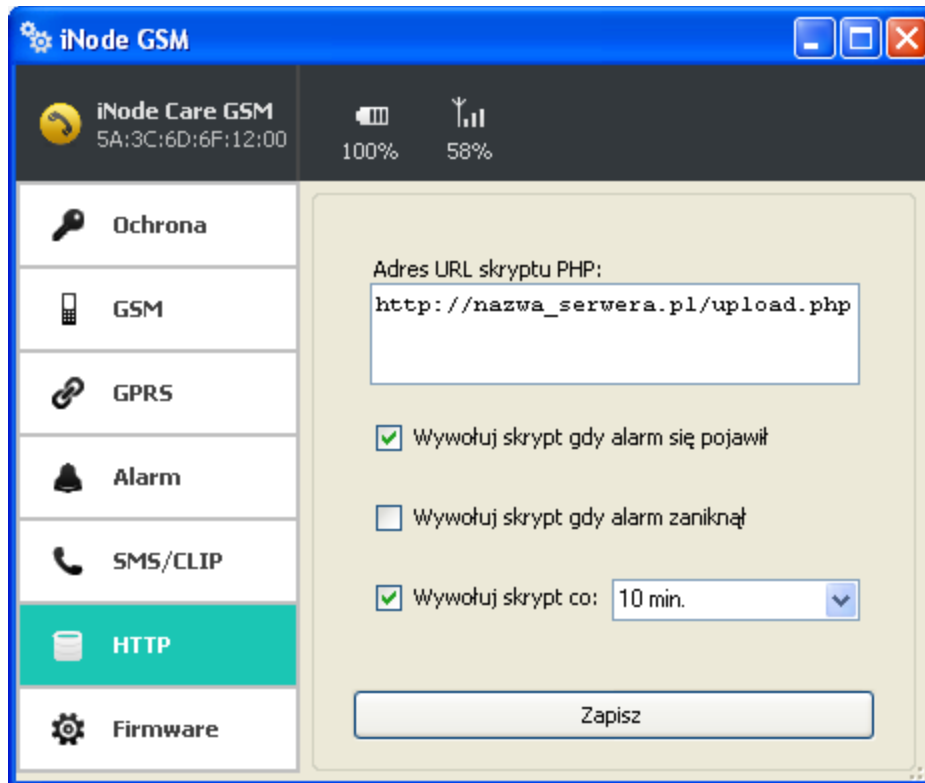 iNode GSM
iNode Care GSM
5A:3C:6D:6F:12:00
100%
58%
Ochrona
GSM
GPRS
Alarm
SMS/CLIP
HTTP
Firmware
Adres URL skryptu PHP:
http://nazwa_serwera.pl/upload.php
Wywołuj skrypt gdy alarm się pojawił
Wywołuj skrypt gdy alarm zaniknął
Wywołuj skrypt co: 10 min.
Zapisz